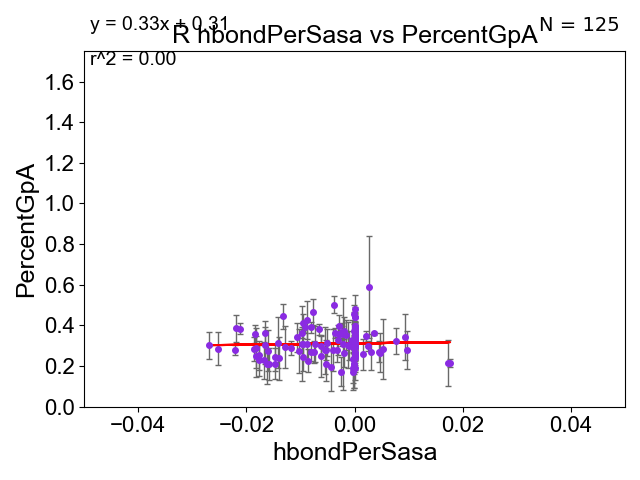 y = 0.33x + 0.31
R hbondPerSasa vs PercentGpA
N = 125
r^2 = 0.00
PercentGpA
1.6
1.4
1.2
1.0
0.8
0.6
0.4
0.2
0.0
−0.04
−0.02
0.00
0.02
0.04
hbondPerSasa